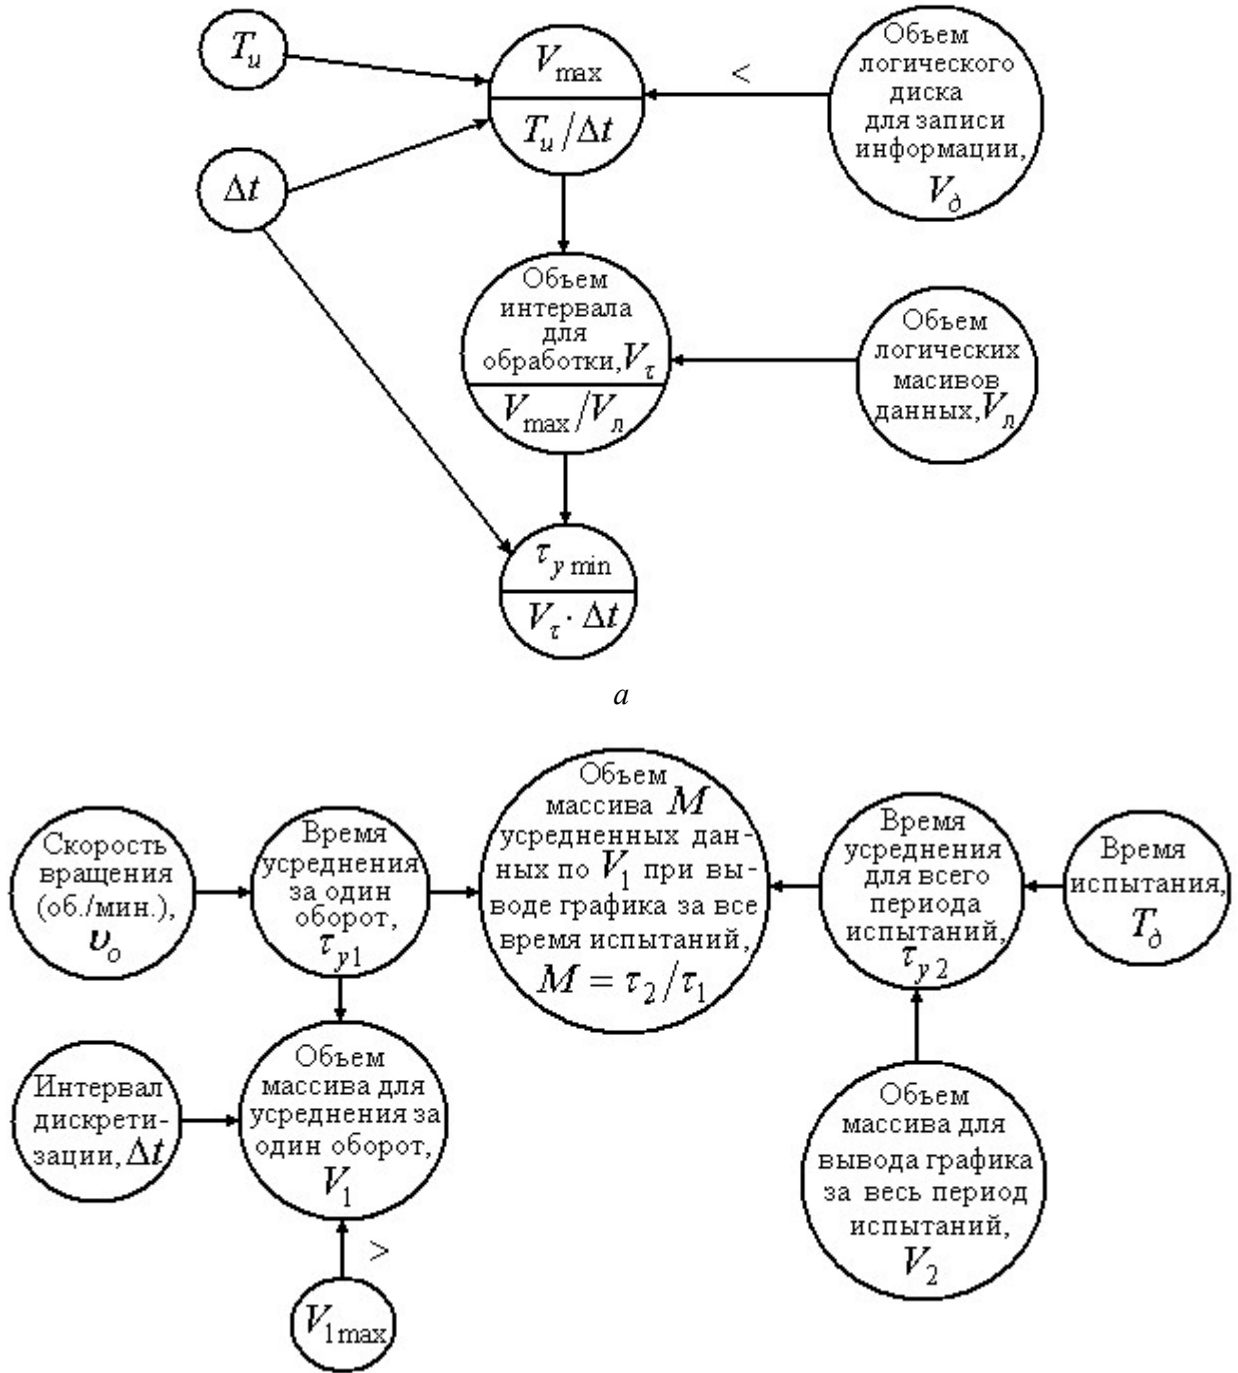 T_и
V_max
T_и/Δt
<
Объем
логического
диска
для записи
информации,
V_д
Δt
Объем
интервала
для
обработки, V_τ
V_max/V_л
Объем
логических
масивов
данных, V_л
τ_y min
V_τ · Δt
а
Скорость
вращения
(об./мин.),
υ_о
Время
усреднения
за один
оборот,
τ_y1
Объем
массива M
усредненных дан-
ных по V_1 при вы-
воде графика за все
время испытаний,
M = τ_2/τ_1
Время
усреднения
для всего
периода
испытаний,
τ_y2
Время
испытания,
T_д
Интервал
дискрети-
зации, Δt
Объем
массива для
усреднения за
один оборот,
V_1
>
V_1max
Объем
массива для
вывода графика
за весь период
испытаний,
V_2